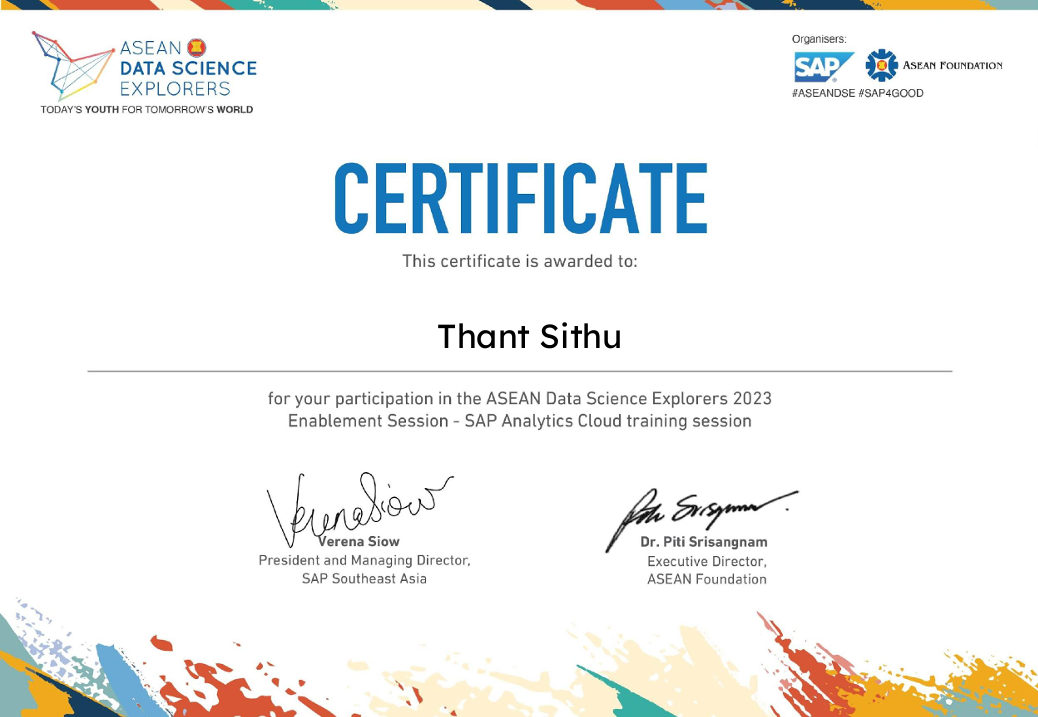 ASEAN
DATA SCIENCE
EXPLORERS
TODAY'S YOUTH FOR TOMORROW'S WORLD
Organisers:
SAP
ASEAN FOUNDATION
#ASEANDSE #SAP4GOOD
CERTIFICATE
This certificate is awarded to:
Thant Sithu
for your participation in the ASEAN Data Science Explorers 2023
Enablement Session - SAP Analytics Cloud training session
Verena Siow
Verena Siow
President and Managing Director,
SAP Southeast Asia
Dr. Piti Srisangnam
Executive Director,
ASEAN Foundation